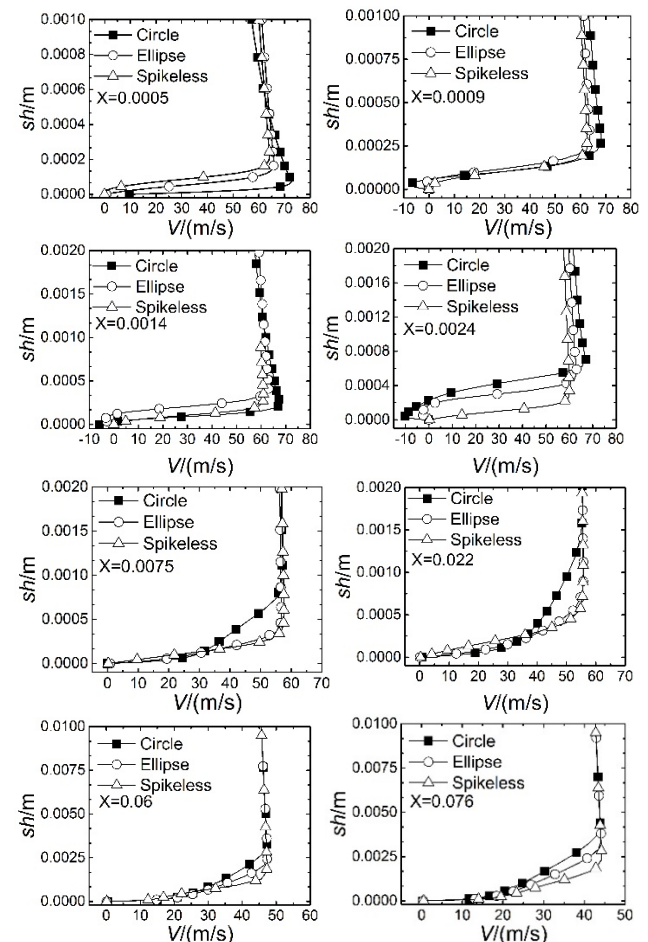 0.0010
0.0008
0.0006
0.0004
0.0002
0.0000
sh/m
Circle
Ellipse
Spikeless
X=0.0005
0 10 20 30 40 50 60 70 80
V/(m/s)
0.00100
0.00075
0.00050
0.00025
0.00000
sh/m
Circle
Ellipse
Spikeless
X=0.0009
-10 0 10 20 30 40 50 60 70 80
V/(m/s)
0.0020
0.0015
0.0010
0.0005
0.0000
sh/m
Circle
Ellipse
Spikeless
X=0.0014
-10 0 10 20 30 40 50 60 70 80
V/(m/s)
0.0020
0.0016
0.0012
0.0008
0.0004
0.0000
sh/m
Circle
Ellipse
Spikeless
X=0.0024
-10 0 10 20 30 40 50 60 70 80
V/(m/s)
0.0020
0.0015
0.0010
0.0005
0.0000
sh/m
Circle
Ellipse
Spikeless
X=0.0075
0 10 20 30 40 50 60 70
V/(m/s)
0.0020
0.0015
0.0010
0.0005
0.0000
sh/m
Circle
Ellipse
Spikeless
X=0.022
0 10 20 30 40 50 60 70
V/(m/s)
0.0100
0.0075
0.0050
0.0025
0.0000
sh/m
Circle
Ellipse
Spikeless
X=0.06
0 10 20 30 40 50 60
V/(m/s)
0.0100
0.0075
0.0050
0.0025
0.0000
sh/m
Circle
Ellipse
Spikeless
X=0.076
0 10 20 30 40 50
V/(m/s)